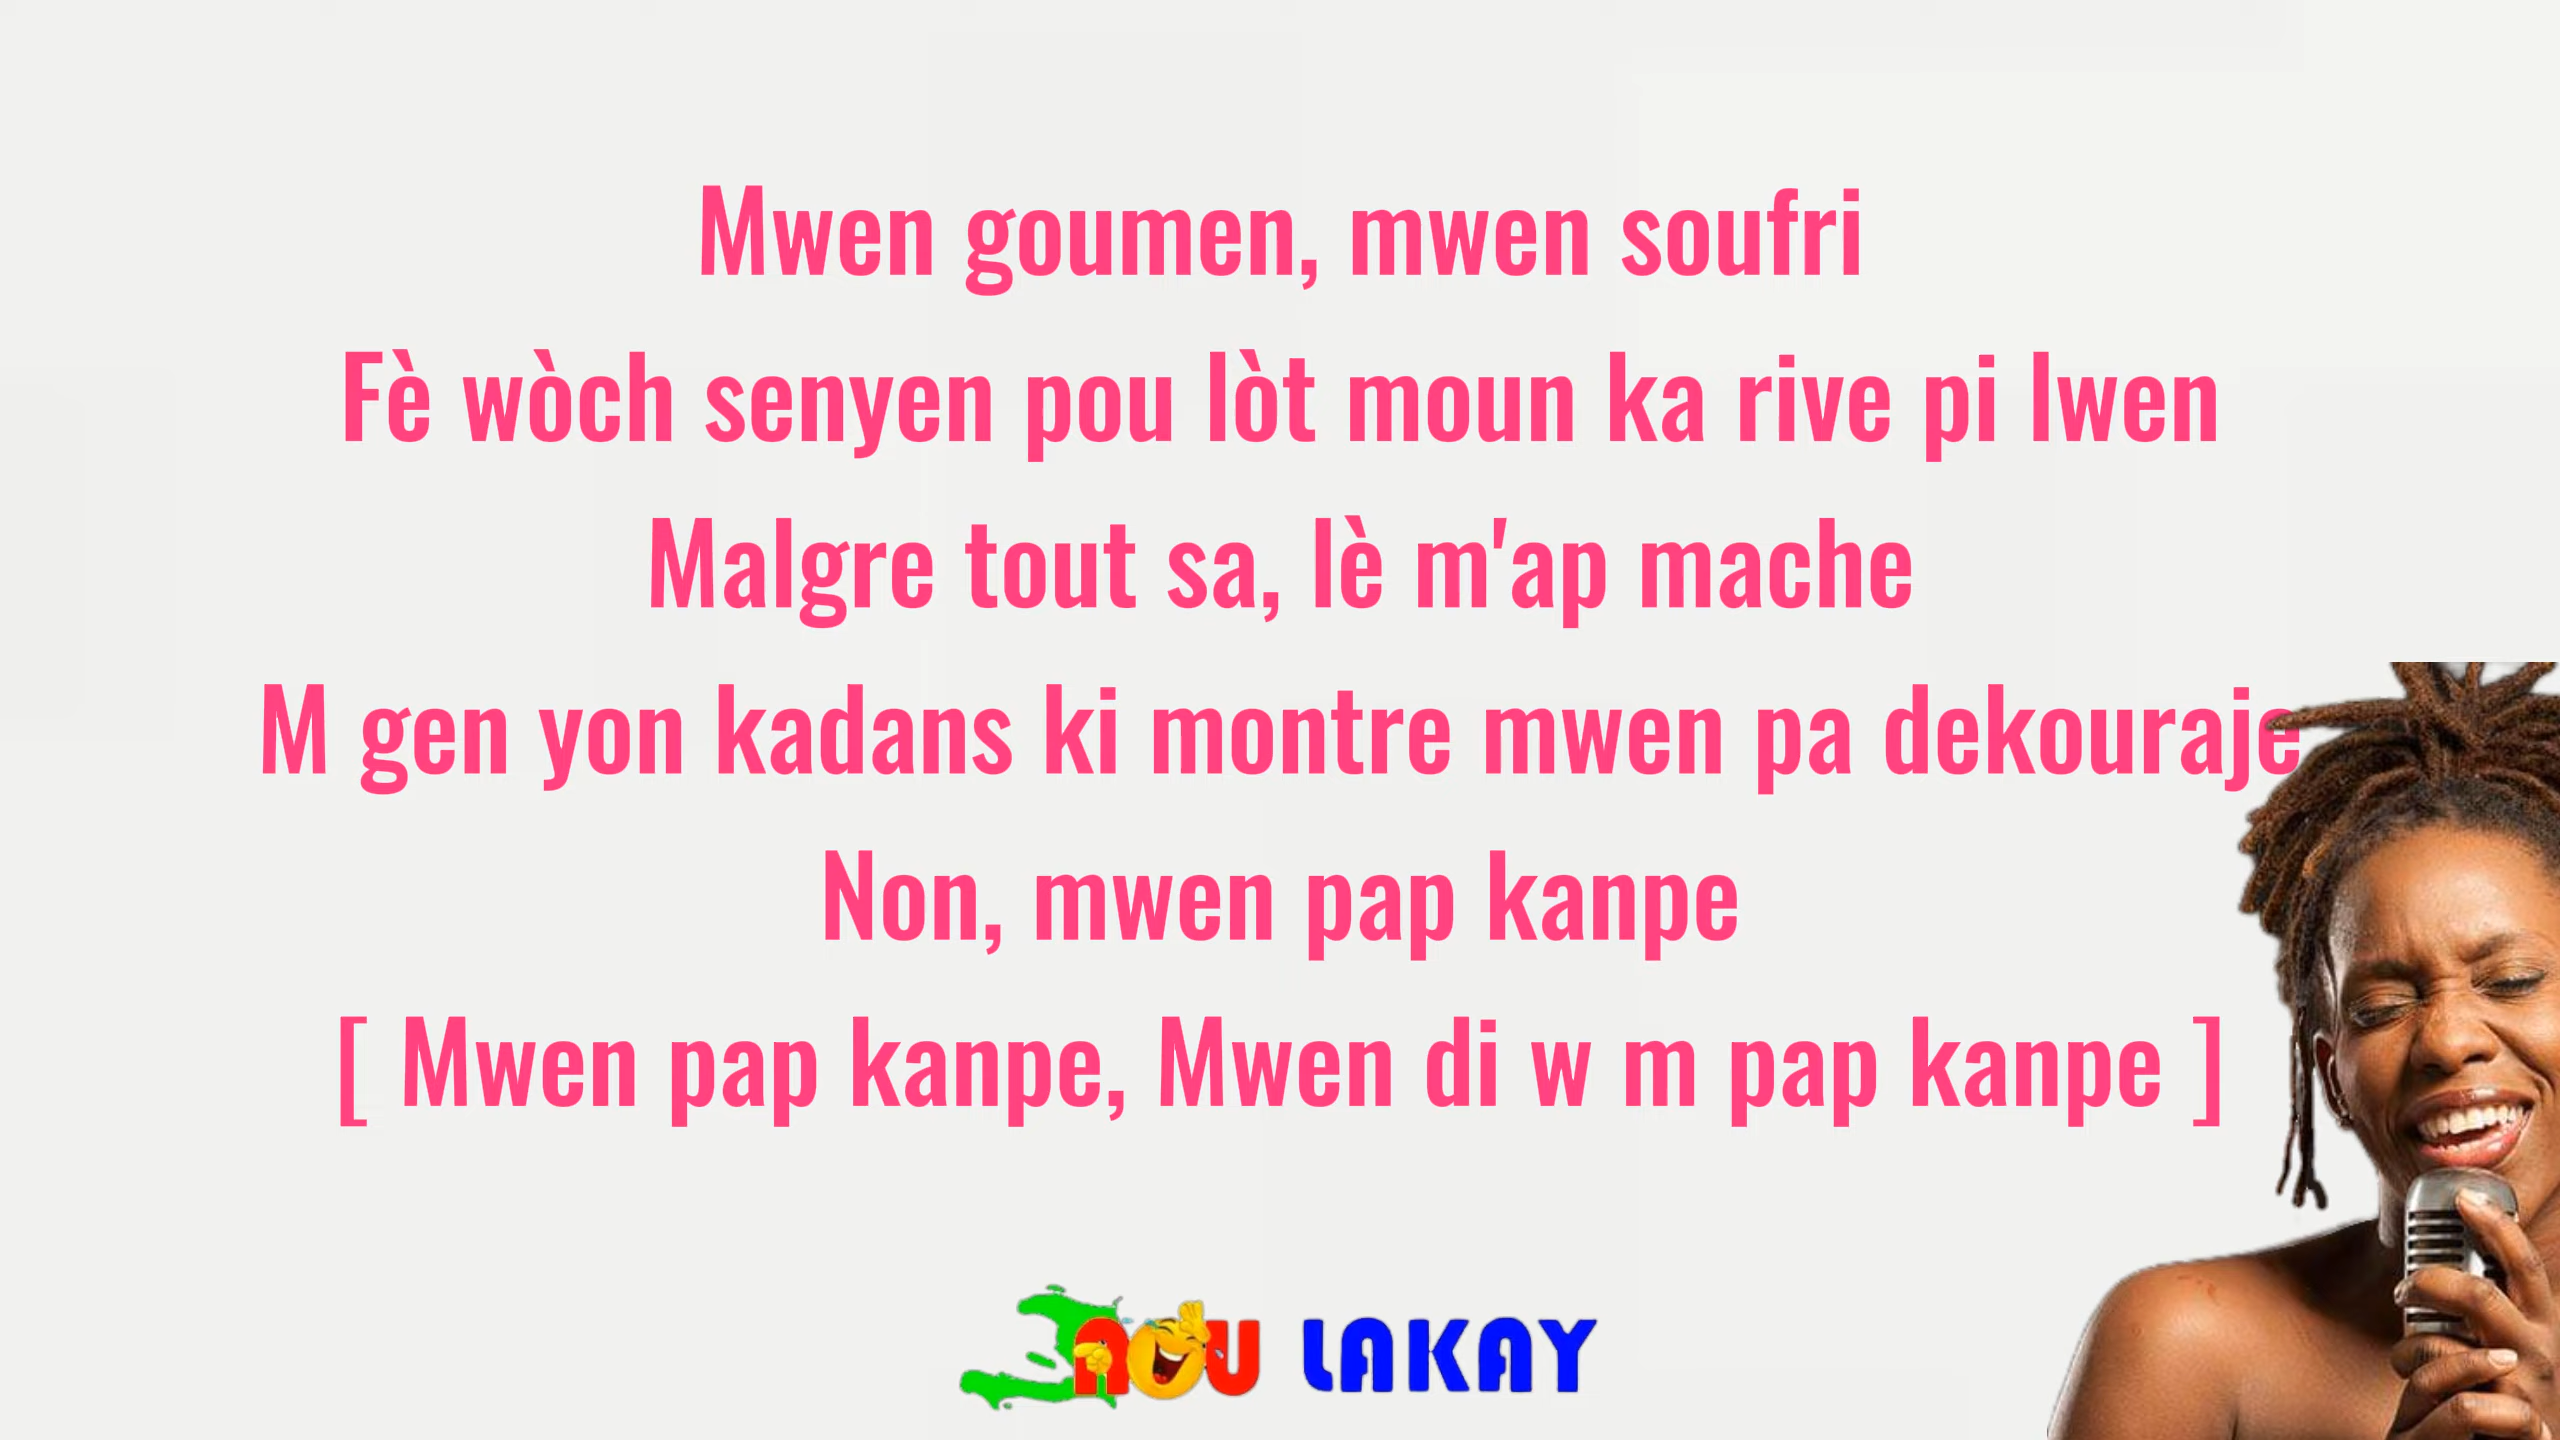 Mwen goumen, mwen soufri
Fè wòch senyen pou lòt moun ka rive pi lwen
Malgre tout sa, lè m'ap mache
M gen yon kadans ki montre mwen pa dekouraje
Non, mwen pap kanpe
[ Mwen pap kanpe, Mwen di w m pap kanpe ]
NOU LAKAY